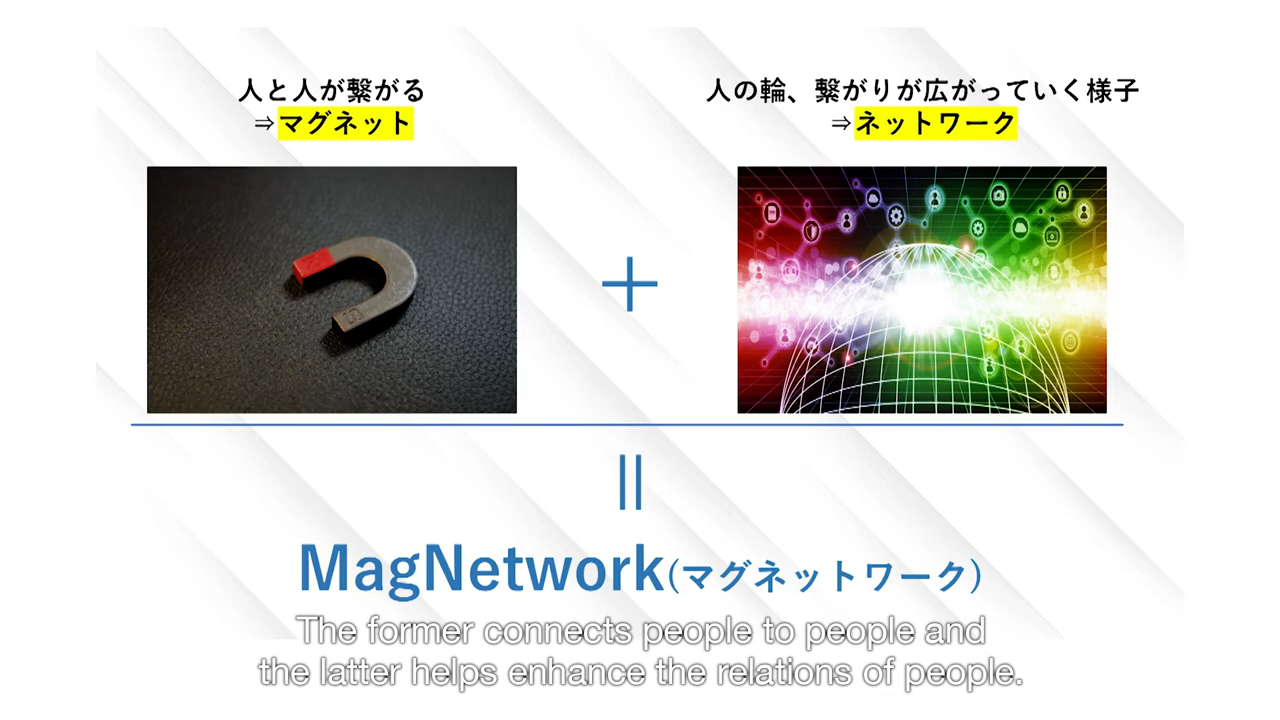 人と人が繋がる
⇒マグネット
人の輪、繋がりが広がっていく様子
⇒ネットワーク
+
||
MagNetwork(マグネットワーク)
The former connects people to people and
the latter helps enhance the relations of people.